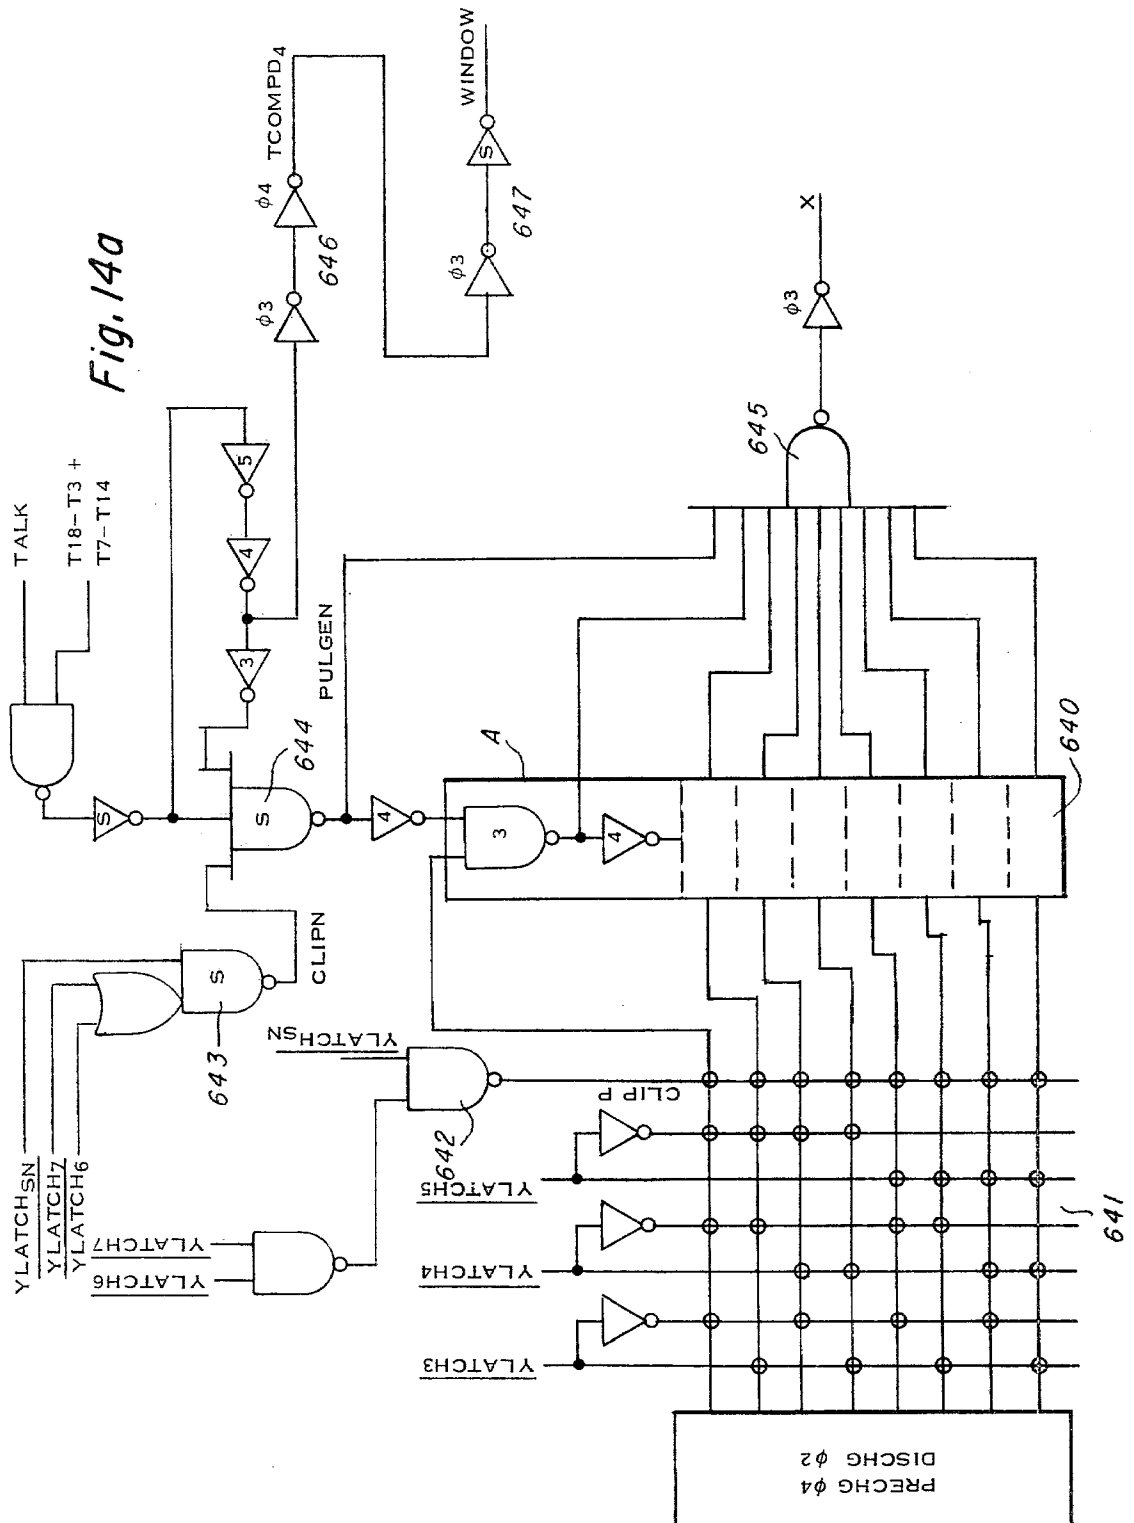 Fig. 14a
TALK
T18-T3 +
T7-T14
S
5
4
3
φ3
φ4
646
TCOMPD4
φ3
S
647
WINDOW
S
644
PULGEN
4
YLATCHSN
YLATCH7
YLATCH6
S
643
CLIPN
A
3
4
640
645
φ3
X
YLATCHSN
642
CLIP P
YLATCH7
YLATCH6
YLATCH5
YLATCH4
YLATCH3
641
PRECHG φ4
DISCHG φ2